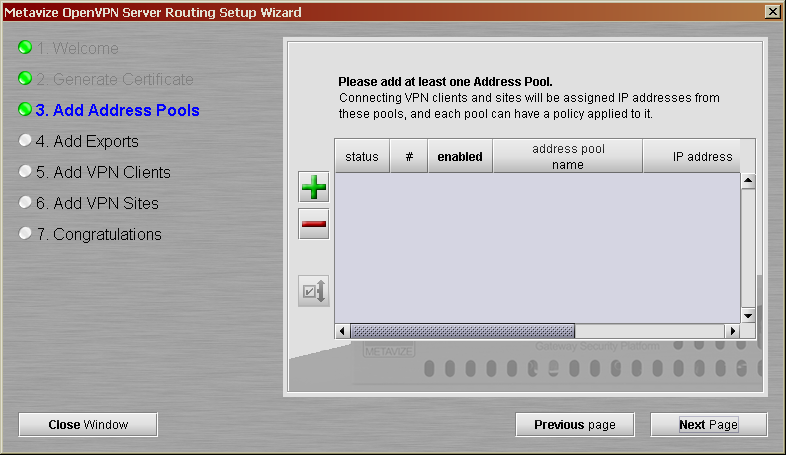 Metavize OpenVPN Server Routing Setup Wizard
1. Welcome
2. Generate Certificate
3. Add Address Pools
4. Add Exports
5. Add VPN Clients
6. Add VPN Sites
7. Congratulations
Please add at least one Address Pool.
Connecting VPN clients and sites will be assigned IP addresses from
these pools, and each pool can have a policy applied to it.
status # enabled address pool name IP address
METAVIZE
Gateway Security Platform
Close Window
Previous page
Next Page